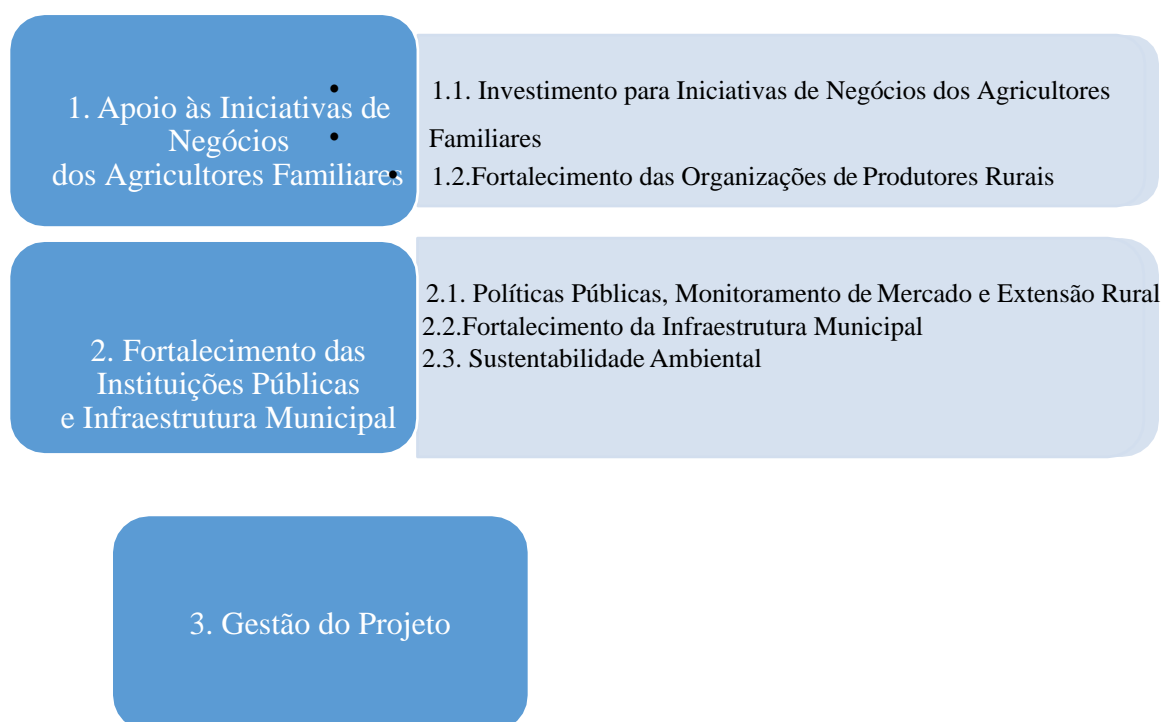 1. Apoio às Iniciativas de
Negócios
dos Agricultores Familiares
• 1.1. Investimento para Iniciativas de Negócios dos Agricultores
• Familiares
• 1.2.Fortalecimento das Organizações de Produtores Rurais
2. Fortalecimento das
Instituições Públicas
e Infraestrutura Municipal
2.1. Políticas Públicas, Monitoramento de Mercado e Extensão Rural
2.2.Fortalecimento da Infraestrutura Municipal
2.3. Sustentabilidade Ambiental
3. Gestão do Projeto